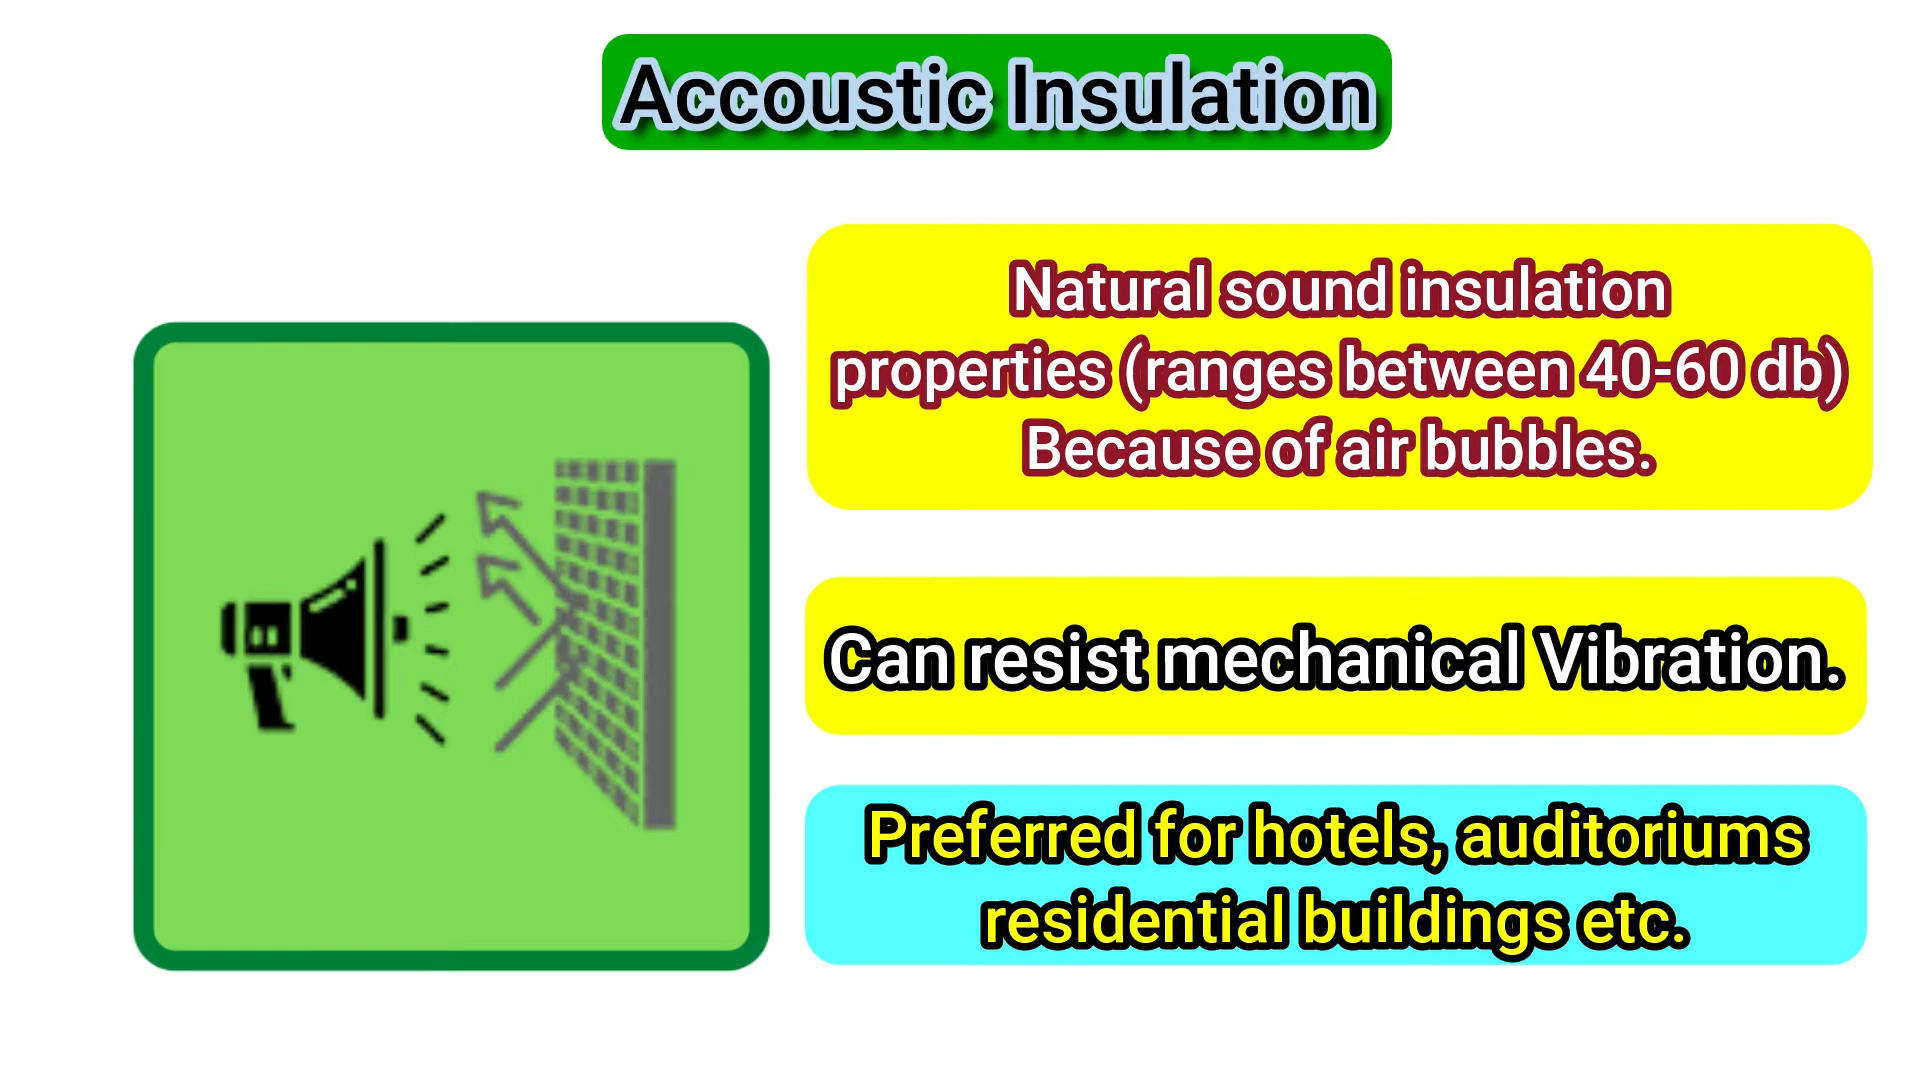 Accoustic Insulation
Natural sound insulation
properties (ranges between 40-60 db)
Because of air bubbles.
Can resist mechanical Vibration.
Preferred for hotels, auditoriums
residential buildings etc.